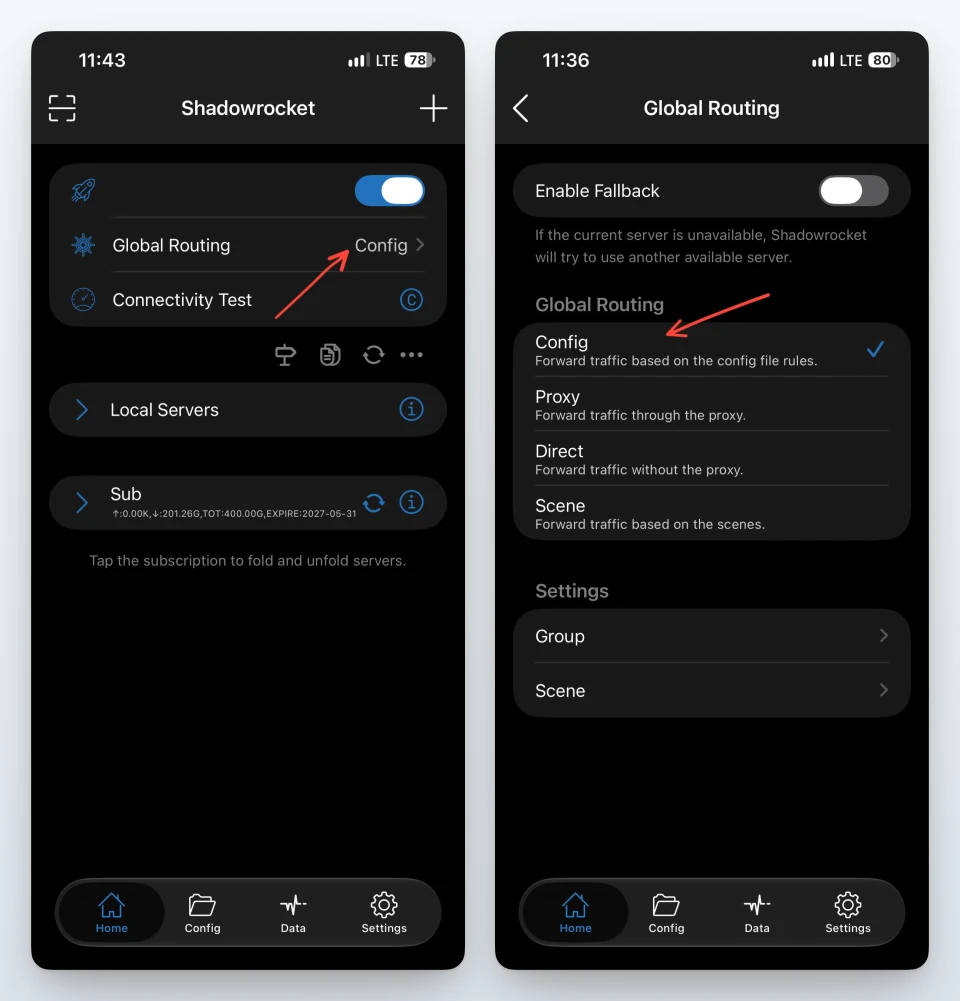 11:43
LTE 78
Shadowrocket
Global Routing
Config
Connectivity Test
C
Local Servers
Sub
↑:0.00K,↓:201.26G,TOT:400.00G,EXPIRE:2027-05-31
Tap the subscription to fold and unfold servers.
Home
Config
Data
Settings
11:36
LTE 80
Global Routing
Enable Fallback
If the current server is unavailable, Shadowrocket
will try to use another available server.
Global Routing
Config
Forward traffic based on the config file rules.
Proxy
Forward traffic through the proxy.
Direct
Forward traffic without the proxy.
Scene
Forward traffic based on the scenes.
Settings
Group
Scene
Home
Config
Data
Settings